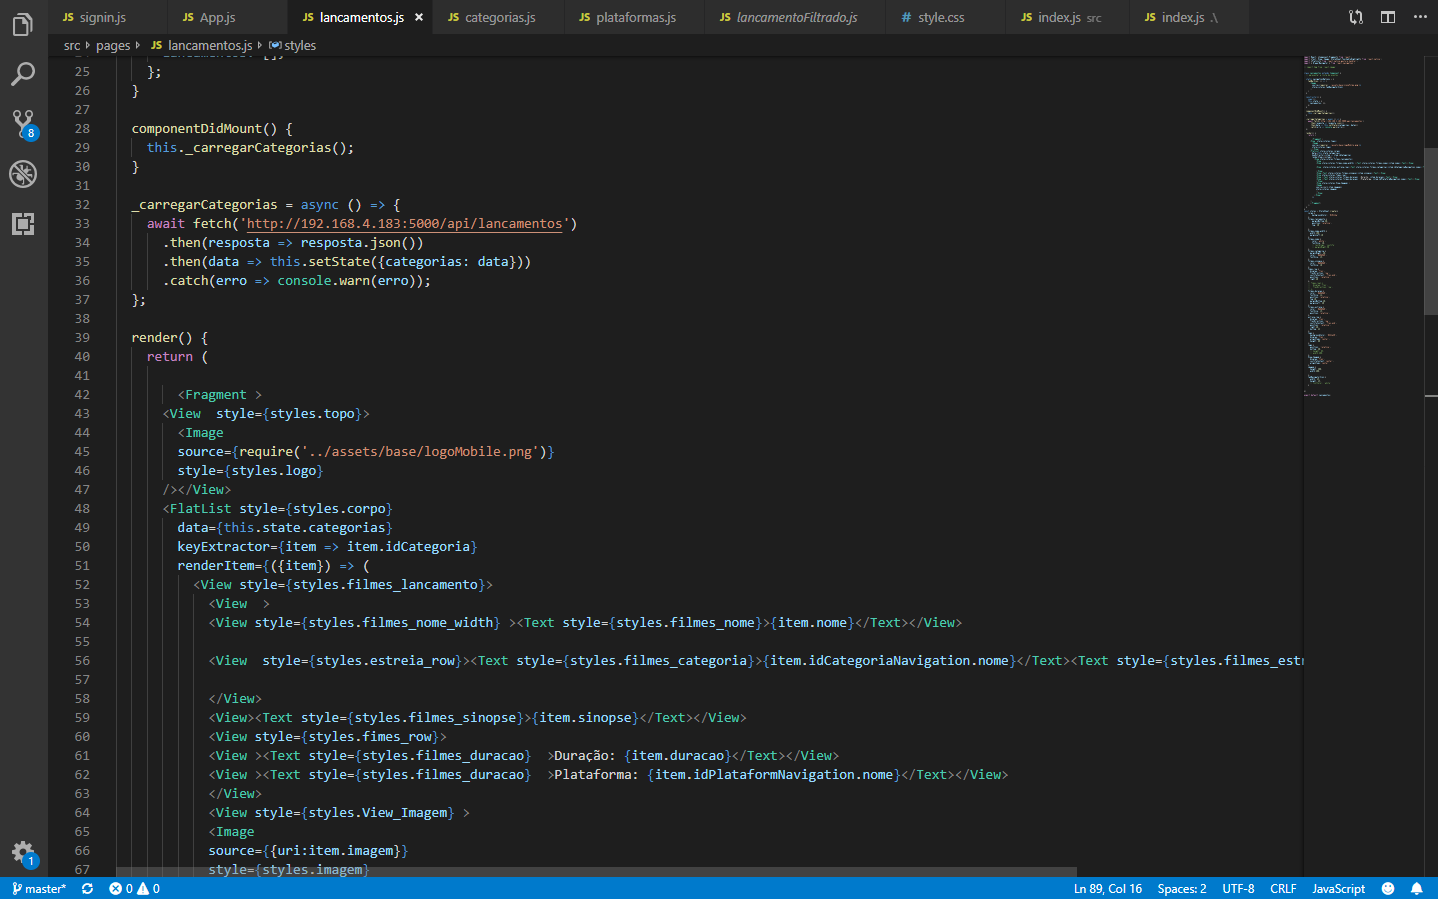 JS signin.js
JS App.js
JS lancamentos.js ×
JS categorias.js
JS plataformas.js
JS lancamentoFiltrado.js
# style.css
JS index.js src
JS index.js .\
src pages JS lancamentos.js styles
25 };
26 }
27
28 componentDidMount() {
29 this._carregarCategorias();
30 }
31
32 _carregarCategorias = async () => {
33 await fetch('http://192.168.4.183:5000/api/lancamentos')
34 .then(resposta => resposta.json())
35 .then(data => this.setState({categorias: data}))
36 .catch(erro => console.warn(erro));
37 };
38
39 render() {
40 return (
41
42 <Fragment >
43 <View  style={styles.topo}>
44 <Image
45 source={require('../assets/base/logoMobile.png')}
46 style={styles.logo}
47 /></View>
48 <FlatList style={styles.corpo}
49 data={this.state.categorias}
50 keyExtractor={item => item.idCategoria}
51 renderItem={({item}) => (
52 <View style={styles.filmes_lancamento}>
53 <View  >
54 <View style={styles.filmes_nome_width} ><Text style={styles.filmes_nome}>{item.nome}</Text></View>
55
56 <View  style={styles.estreia_row}><Text style={styles.filmes_categoria}>{item.idCategoriaNavigation.nome}</Text><Text style={styles.filmes_estr
57
58 </View>
59 <View><Text style={styles.filmes_sinopse}>{item.sinopse}</Text></View>
60 <View style={styles.fimes_row}>
61 <View ><Text style={styles.filmes_duracao}  >Duração: {item.duracao}</Text></View>
62 <View ><Text style={styles.filmes_duracao}  >Plataforma: {item.idPlataformNavigation.nome}</Text></View>
63 </View>
64 <View style={styles.View_Imagem} >
65 <Image
66 source={{uri:item.imagem}}
67 style={styles.imagem}
8
1
master* 0 0 Ln 89, Col 16 Spaces: 2 UTF-8 CRLF JavaScript